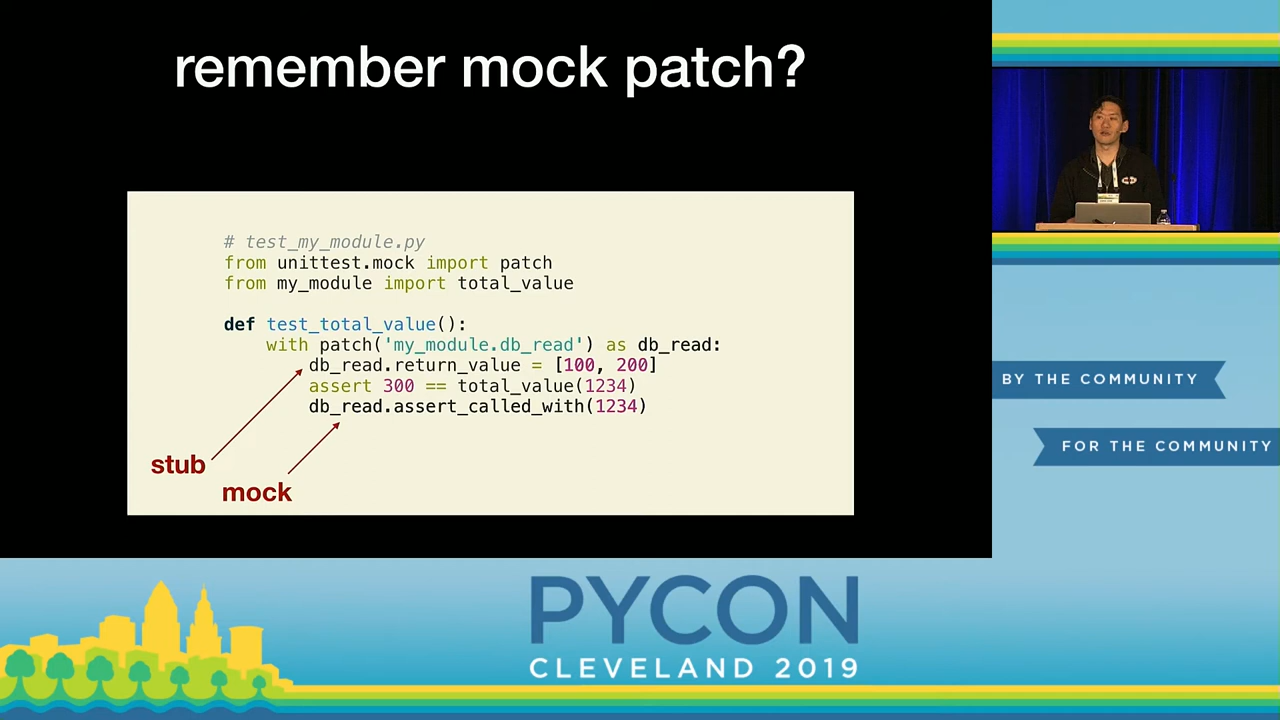 remember mock patch?
# test_my_module.py
from unittest.mock import patch
from my_module import total_value
def test_total_value():
with patch('my_module.db_read') as db_read:
db_read.return_value = [100, 200]
assert 300 == total_value(1234)
db_read.assert_called_with(1234)
stub
mock
BY THE COMMUNITY
FOR THE COMMUNITY
PYCON
CLEVELAND 2019